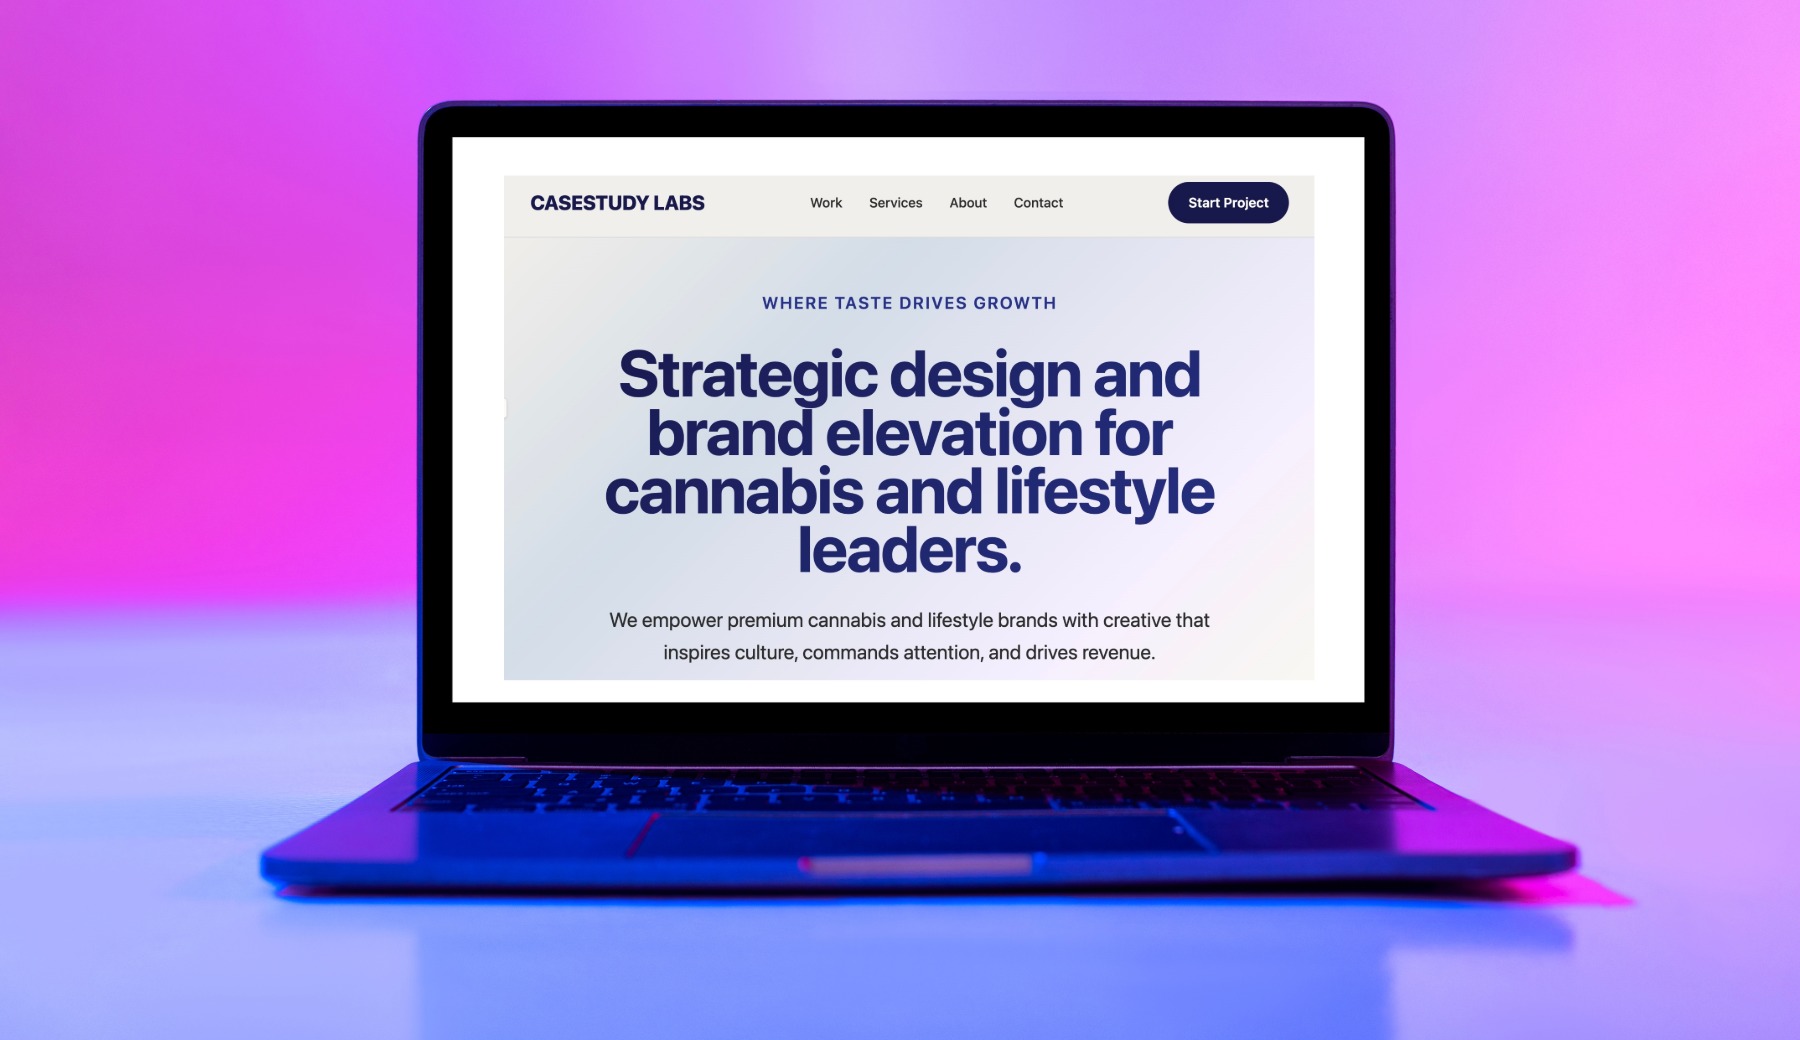 CASESTUDY LABS
Work
Services
About
Contact
Start Project
WHERE TASTE DRIVES GROWTH
Strategic design and
brand elevation for
cannabis and lifestyle
leaders.
We empower premium cannabis and lifestyle brands with creative that
inspires culture, commands attention, and drives revenue.